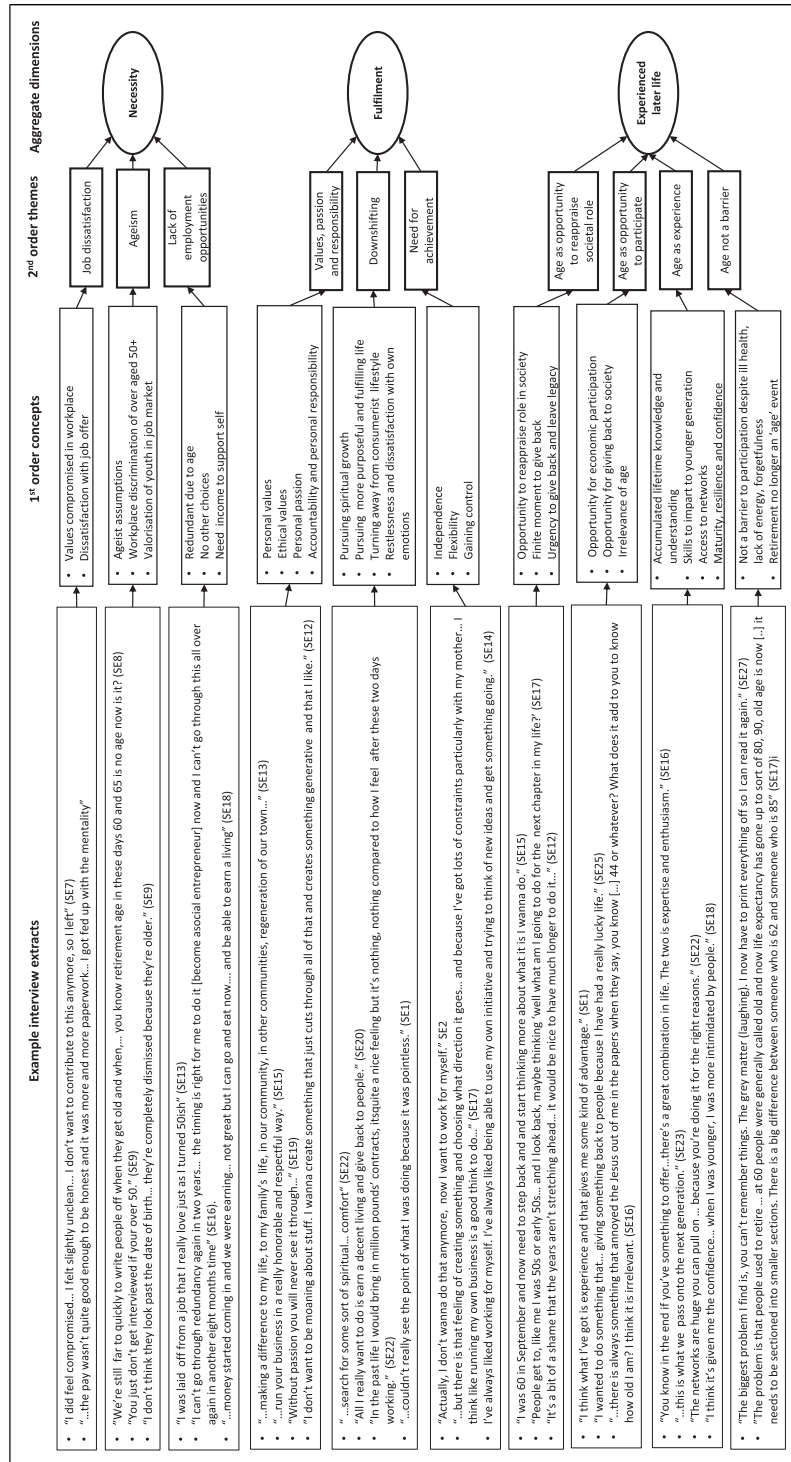 Example interview extracts
1st order concepts
2nd order themes
Aggregate dimensions
• “I did feel compromised... I felt slightly unclean... I don’t want to contribute to this anymore, so I left” (SE7)
• “...the pay wasn’t quite good enough to be honest and it was more and more paperwork... I got fed up with the mentality”
• Values compromised in workplace
• Dissatisfaction with job offer
Job dissatisfaction
• “We’re still far to quickly to write people off when they get old and when,... you know retirement age in these days 60 and 65 is no age now is it? (SE8)
• “You just don’t get interviewed if your over 50.” (SE9)
• “I don’t think they look past the date of birth... they’re completely dismissed because they’re older.” (SE9)
• Ageist assumptions
• Workplace discrimination of over aged 50+
• Valorisation of youth in job market
Ageism
• “I was laid off from a job that I really love just as I turned 50ish” (SE13)
• “I can’t go through redundancy again in two years... the timing is right for me to do it [become asocial entrepreneur] now and I can’t go through this all over
again in another eight months time’ (SE16).
• “...money started coming in and we were earning... not great but I can go and eat now.... and be able to earn a living” (SE18)
• Redundant due to age
• No other choices
• Need income to support self
Lack of
employment
opportunities
Necessity
• “...making a difference to my life, to my family’s life, in our community, in other communities, regeneration of our town...” (SE13)
• “...run your business in a really honorable and respectful way.” (SE15)
• “Without passion you will never see it through...” (SE19)
• “I don’t want to be moaning about stuff. I wanna create something that just cuts through all of that and creates something generative and that I like.” (SE12)
• Personal values
• Ethical values
• Personal passion
• Accountability and personal responsibility
Values, passion
and responsibility
• “...search for some sort of spiritual... comfort” (SE22)
• “All I really want to do is earn a decent living and give back to people.” (SE20)
• “In the past life I would bring in million pounds’ contracts, itsquite a nice feeling but it’s nothing, nothing compared to how I feel after these two days
working.” (SE22)
• “...couldn’t really see the point of what I was doing because it was pointless.” (SE1)
• Pursuing spiritual growth
• Pursuing more purposeful and fulfilling life
• Turning away from consumerist lifestyle
• Restlessness and dissatisfaction with own
emotions
Downshifting
• “Actually, I don’t wanna do that anymore, now I want to work for myself.” SE2
• “...but there is that feeling of creating something and choosing what direction it goes... and because I’ve got lots of constraints particularly with my mother... I
think like running my own business is a good think to do...” (SE17)
• I’ve always liked working for myself. I’ve always liked being able to use my own initiative and trying to think of new ideas and get something going.” (SE14)
• Independence
• Flexibility
• Gaining control
Need for
achievement
Fulfilment
• “I was 60 in September and now need to step back and and start thinking more about what it is I wanna do.” (SE15)
• “People get to, like me I was 50s or early 50s... and I look back, maybe thinking ‘well what am I going to do for the next chapter in my life?’ (SE17)
• “It’s a bit of a shame that the years aren’t stretching ahead... it would be nice to have much longer to do it...” (SE12
• Opportunity to reappraise role in society
• Finite moment to give back
• Urgency to give back and leave legacy
Age as opportunity
to reappraise
societal role
• “I think what I’ve got is experience and that gives me some kind of advantage.” (SE1)
• “I wanted to do something that... giving something back to people because I have had a really lucky life.” (SE25)
• “...there is always something that annoyed the Jesus out of me in the papers when they say, you know [...] 44 or whatever? What does it add to you to know
how old I am? I think it is irrelevant. (SE16)
• Opportunity for economic participation
• Opportunity for giving back to society
• Irrelevance of age
Age as opportunity
to participate
• “You know in the end if you’ve something to offer...there’s a great combination in life. The two is expertise and enthusiasm.” (SE16)
• “...this is what we pass onto the next generation.” (SE23)
• “The networks are huge you can pull on ... because you’re doing it for the right reasons.” (SE22)
• “I think it’s given me the confidence... when I was younger, I was more intimidated by people.” (SE18)
• Accumulated lifetime knowledge and
understanding
• Skills to impart to younger generation
• Access to networks
• Maturity, resilience and confidence
Age as experience
• “The biggest problem I find is, you can’t remember things. The grey matter (laughing). I now have to print everything off so I can read it again.” (SE27)
• “The problem is that people used to retire ... at 60 people were generally called old and now life expectancy has gone up to sort of 80, 90, old age is now [..] it
needs to be sectioned into smaller sections. There is a big difference between someone who is 62 and someone who is 85” (SE17)i
• Not a barrier to participation despite ill health,
lack of energy, forgetfulness
• Retirement no longer an ‘age’ event
Age not a barrier
Experienced
later life